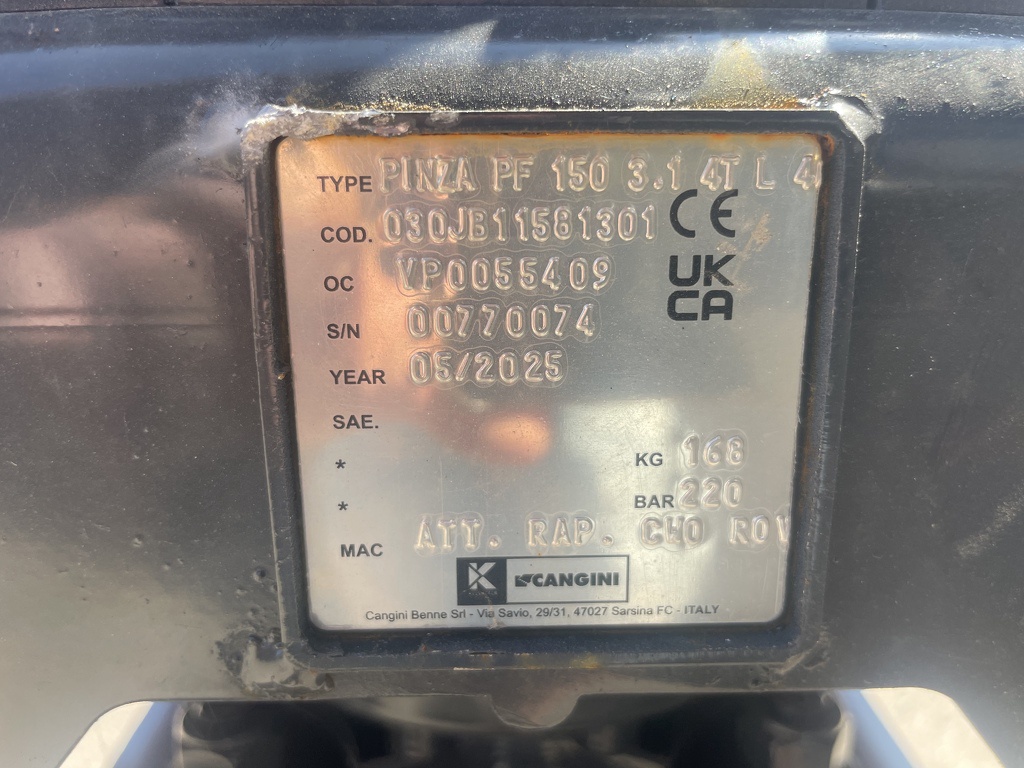 TYPE PINZA PF 150 3.1 4T L 4
COD. 030JB11581301 CE
OC VP0055409 UK
CA
S/N 00770074
YEAR 05/2025
SAE.
* KG 168
* BAR 220
MAC ATT. RAP. CHO ROV
K CANGINI
Cangini Benne Srl - Via Savio, 29/31, 47027 Sarsina FC - ITALY